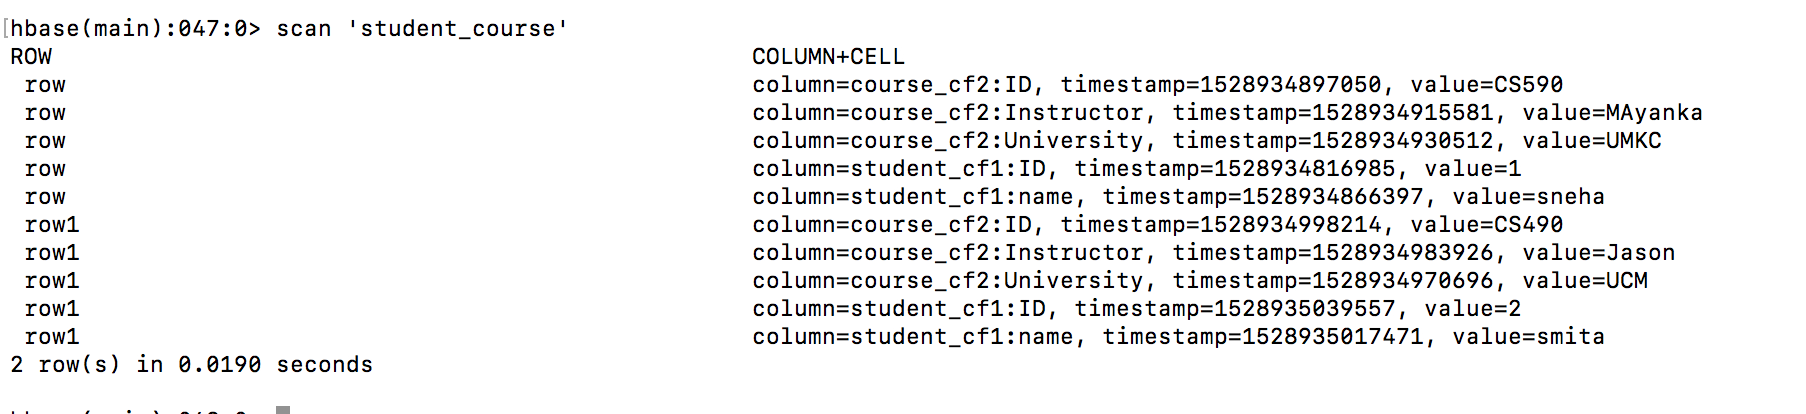 [hbase(main):047:0> scan 'student_course'
ROW COLUMN+CELL
row column=course_cf2:ID, timestamp=1528934897050, value=CS590
row column=course_cf2:Instructor, timestamp=1528934915581, value=MAyanka
row column=course_cf2:University, timestamp=1528934930512, value=UMKC
row column=student_cf1:ID, timestamp=1528934816985, value=1
row column=student_cf1:name, timestamp=1528934866397, value=sneha
row1 column=course_cf2:ID, timestamp=1528934998214, value=CS490
row1 column=course_cf2:Instructor, timestamp=1528934983926, value=Jason
row1 column=course_cf2:University, timestamp=1528934970696, value=UCM
row1 column=student_cf1:ID, timestamp=1528935039557, value=2
row1 column=student_cf1:name, timestamp=1528935017471, value=smita
2 row(s) in 0.0190 seconds